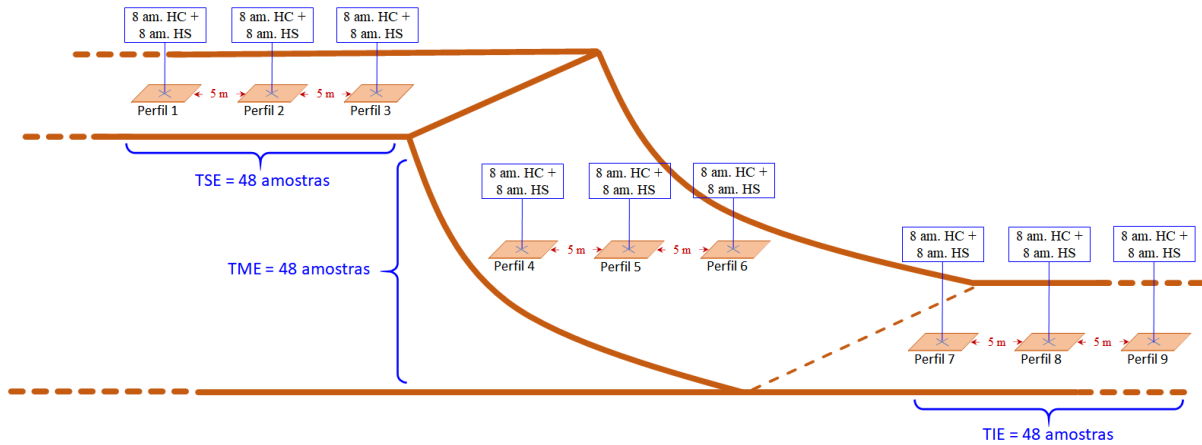 8 am. HC +
8 am. HS
8 am. HC +
8 am. HS
8 am. HC +
8 am. HS
5 m
5 m
Perfil 1
Perfil 2
Perfil 3
TSE = 48 amostras
8 am. HC +
8 am. HS
8 am. HC +
8 am. HS
8 am. HC +
8 am. HS
5 m
5 m
Perfil 4
Perfil 5
Perfil 6
TME = 48 amostras
8 am. HC +
8 am. HS
8 am. HC +
8 am. HS
8 am. HC +
8 am. HS
5 m
5 m
Perfil 7
Perfil 8
Perfil 9
TIE = 48 amostras